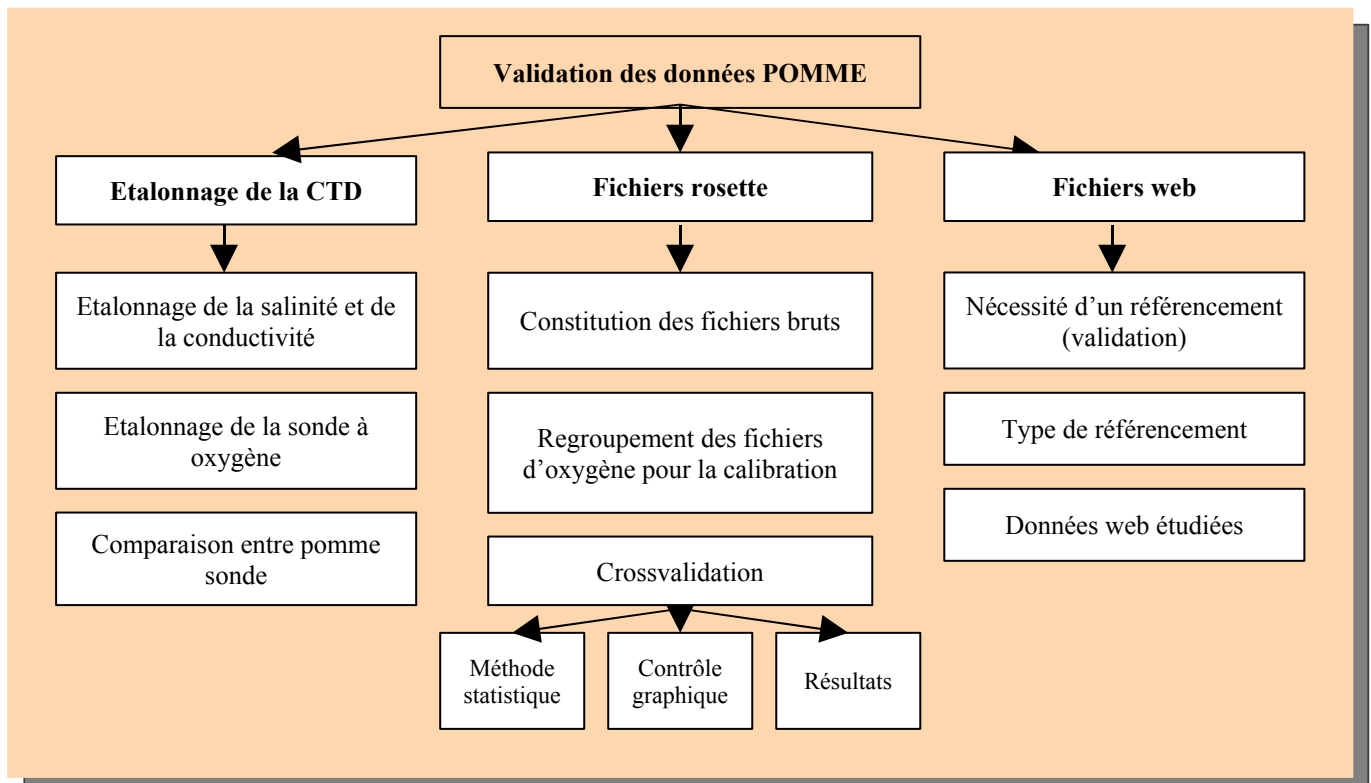 Validation des données POMME
Etalonnage de la CTD
Fichiers rosette
Fichiers web
Etalonnage de la salinité et de
la conductivité
Constitution des fichiers bruts
Nécessité d’un référencement
(validation)
Etalonnage de la sonde à
oxygène
Regroupement des fichiers
d’oxygène pour la calibration
Type de référencement
Comparaison entre pomme
sonde
Crossvalidation
Données web étudiées
Méthode
statistique
Contrôle
graphique
Résultats